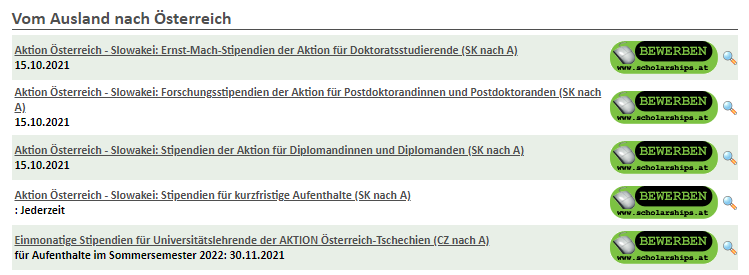 Vom Ausland nach Österreich
Aktion Österreich - Slowakei: Ernst-Mach-Stipendien der Aktion für Doktoratsstudierende (SK nach A)
15.10.2021
BEWERBEN
www.scholarships.at
Aktion Österreich - Slowakei: Forschungsstipendien der Aktion für Postdoktorandinnen und Postdoktoranden (SK nach
A)
15.10.2021
BEWERBEN
www.scholarships.at
Aktion Österreich - Slowakei: Stipendien der Aktion für Diplomandinnen und Diplomanden (SK nach A)
15.10.2021
BEWERBEN
www.scholarships.at
Aktion Österreich - Slowakei: Stipendien für kurzfristige Aufenthalte (SK nach A)
: Jederzeit
BEWERBEN
www.scholarships.at
Einmonatige Stipendien für Universitätslehrende der AKTION Österreich-Tschechien (CZ nach A)
für Aufenthalte im Sommersemester 2022: 30.11.2021
BEWERBEN
www.scholarships.at